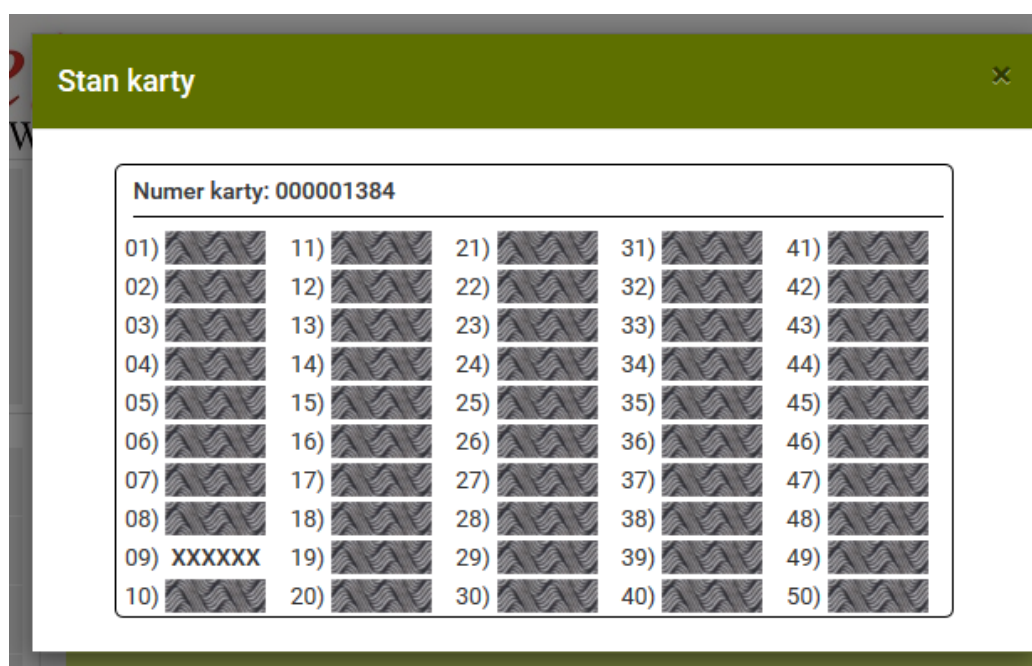 Stan karty
×
Numer karty: 000001384
01) 11) 21) 31) 41)
02) 12) 22) 32) 42)
03) 13) 23) 33) 43)
04) 14) 24) 34) 44)
05) 15) 25) 35) 45)
06) 16) 26) 36) 46)
07) 17) 27) 37) 47)
08) 18) 28) 38) 48)
09) XXXXXX 19) 29) 39) 49)
10) 20) 30) 40) 50)